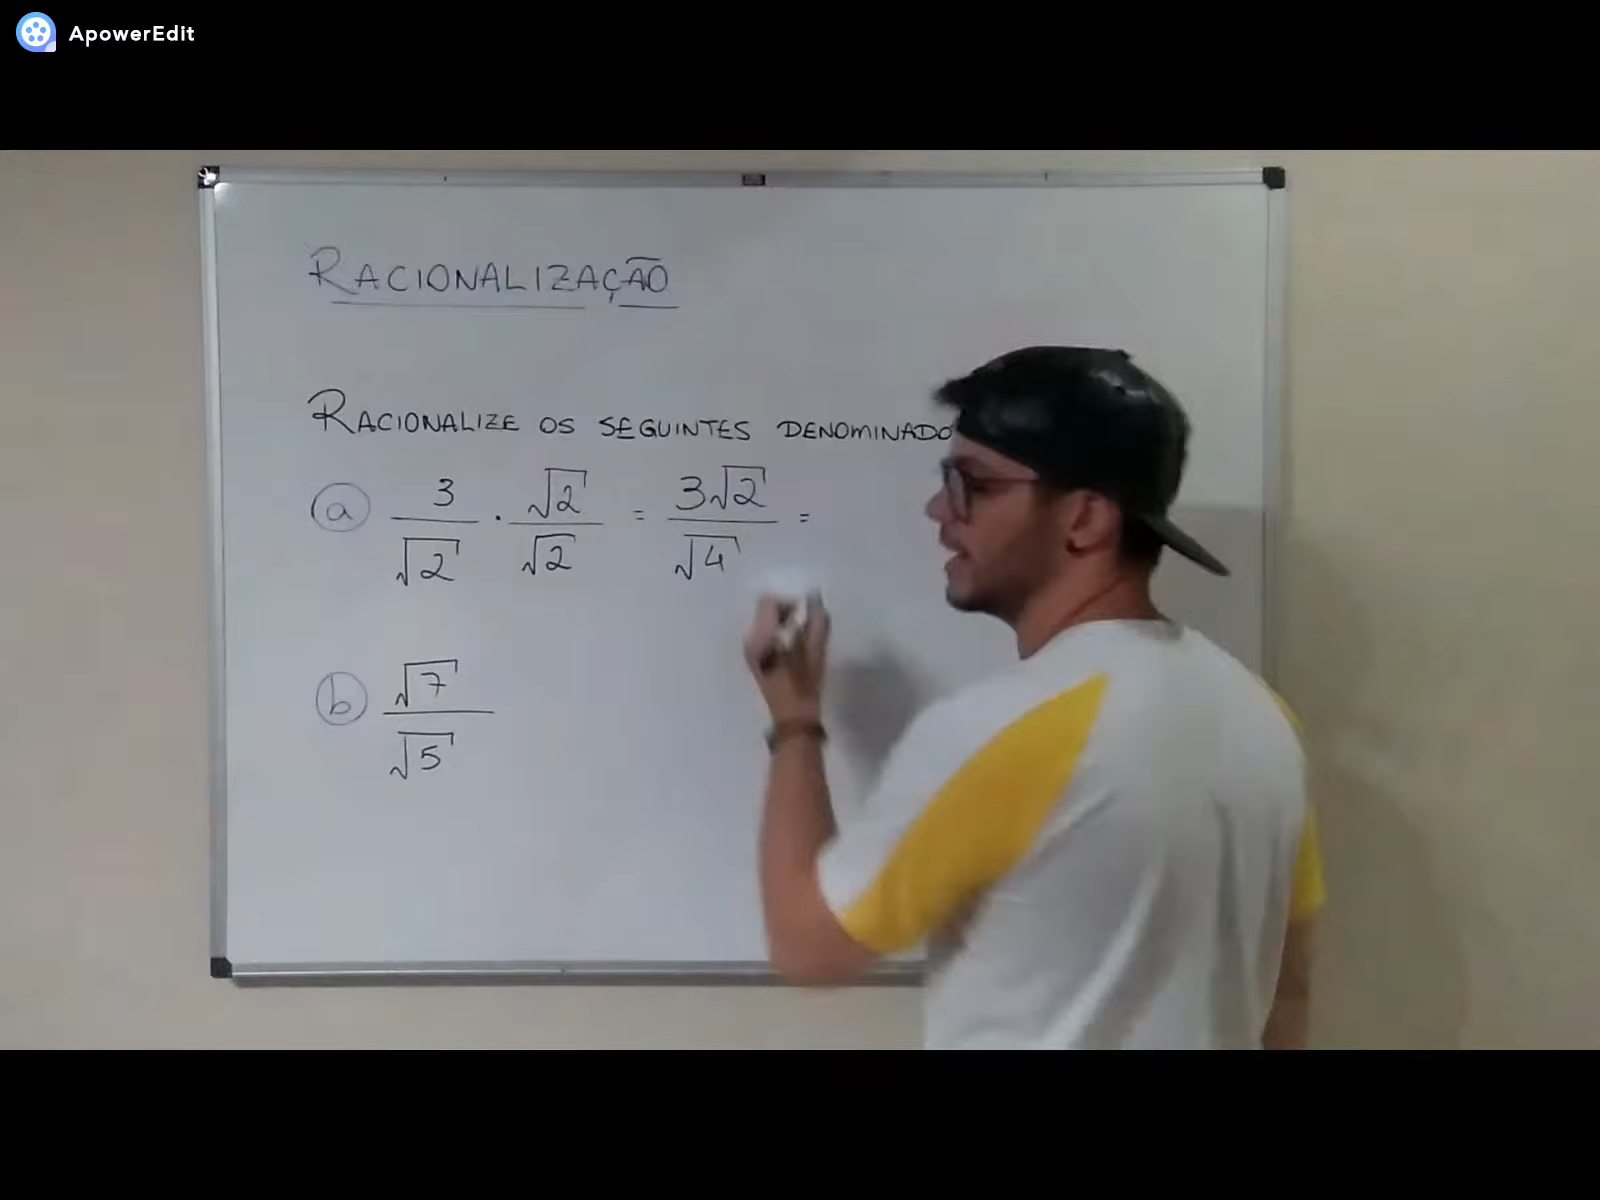 ApowerEdit
RACIONALIZAÇÃO
RACIONALIZE OS SEGUINTES DENOMINADO
a) 3/√2 · √2/√2 = 3√2/√4 =
b) √7/√5